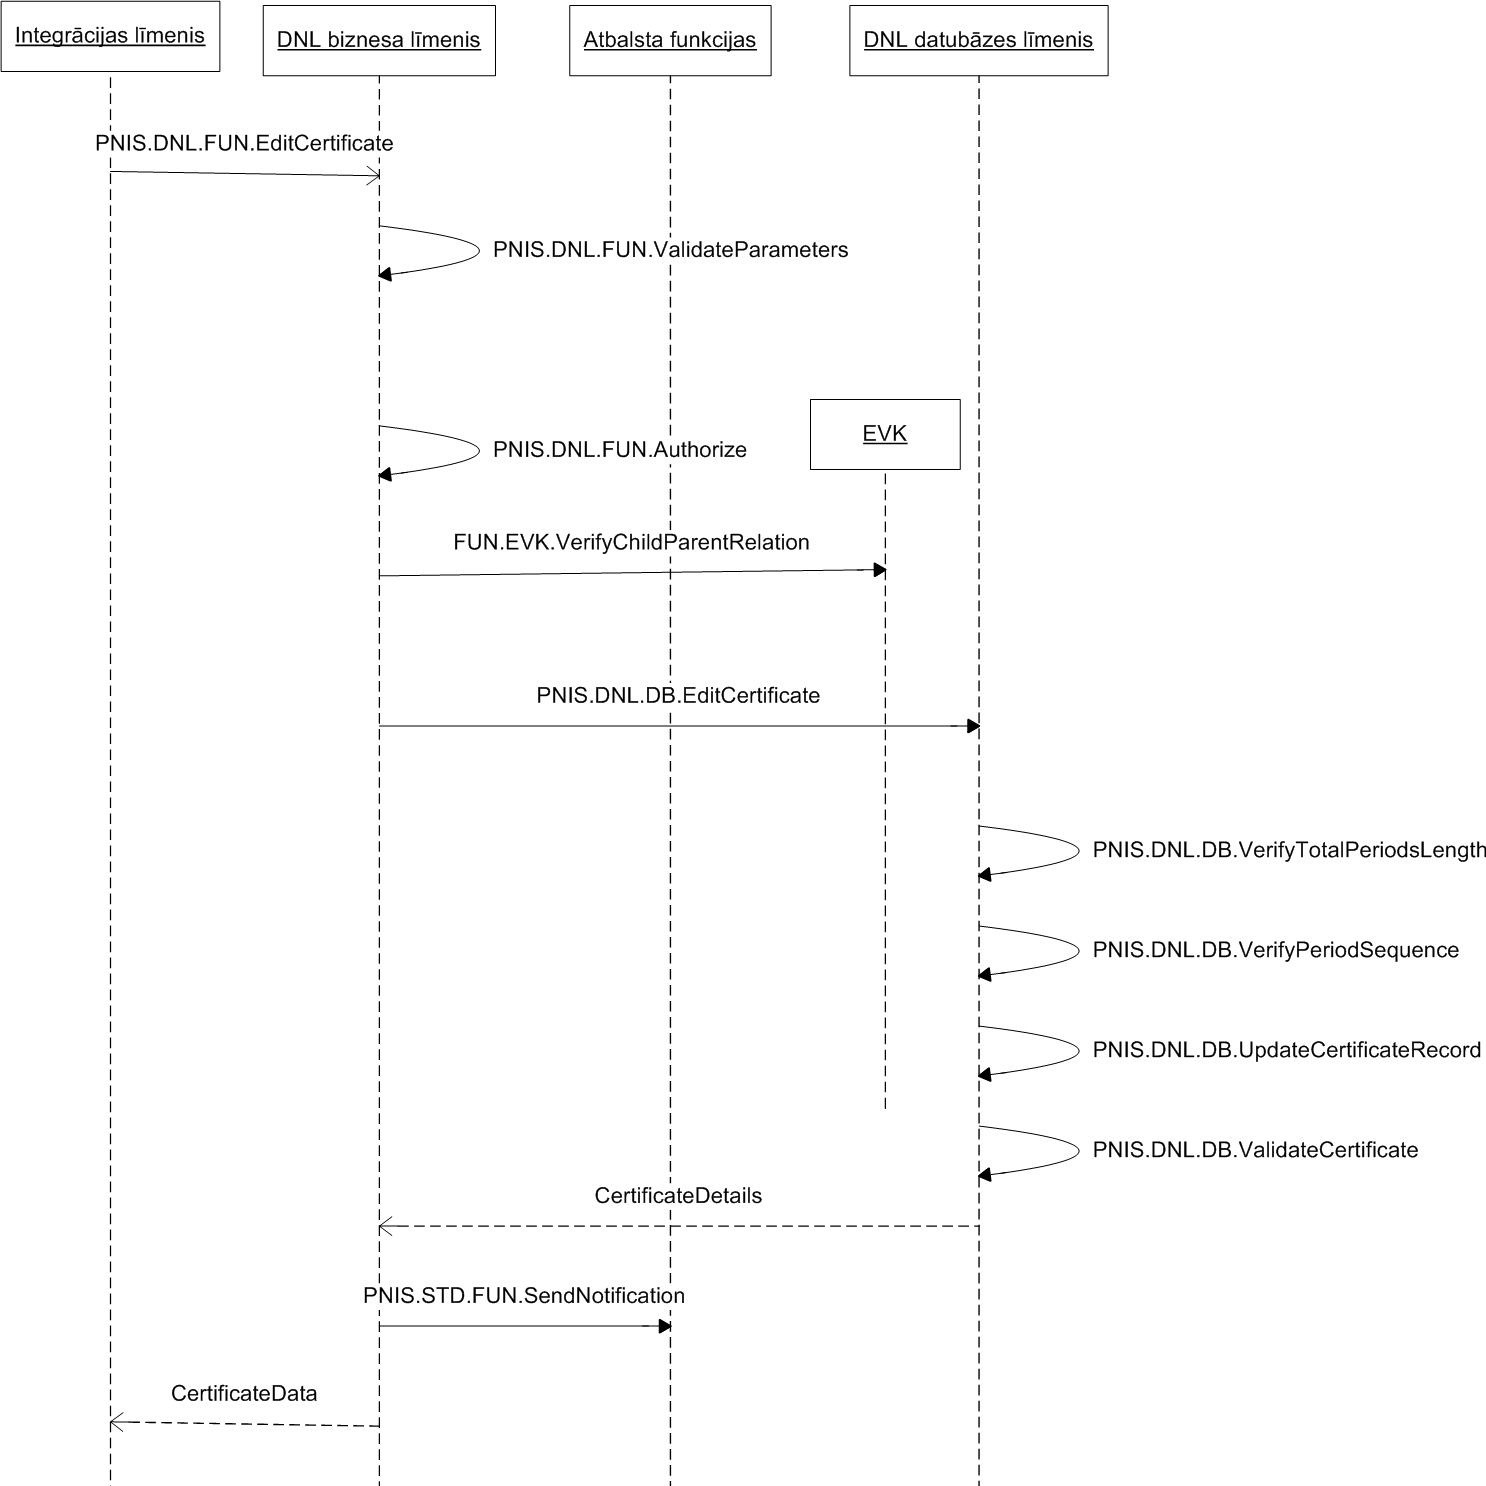 Integrācijas līmenis
DNL biznesa līmenis
Atbalsta funkcijas
DNL datubāzes līmenis
PNIS.DNL.FUN.EditCertificate
PNIS.DNL.FUN.ValidateParameters
EVK
PNIS.DNL.FUN.Authorize
FUN.EVK.VerifyChildParentRelation
PNIS.DNL.DB.EditCertificate
PNIS.DNL.DB.VerifyTotalPeriodsLength
PNIS.DNL.DB.VerifyPeriodSequence
PNIS.DNL.DB.UpdateCertificateRecord
PNIS.DNL.DB.ValidateCertificate
CertificateDetails
PNIS.STD.FUN.SendNotification
CertificateData